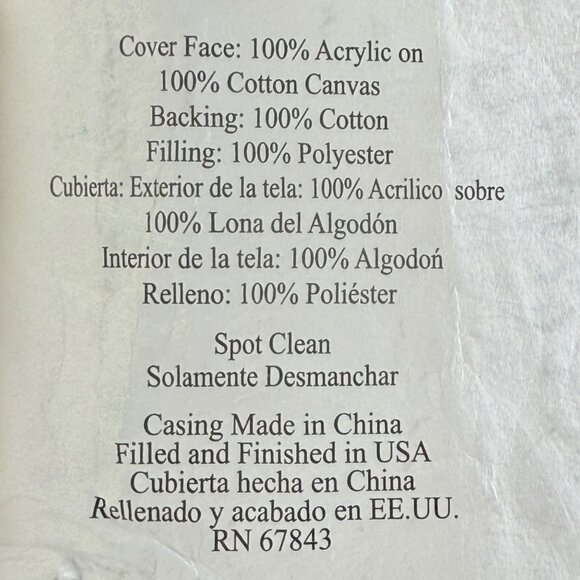 Cover Face: 100% Acrylic on
100% Cotton Canvas
Backing: 100% Cotton
Filling: 100% Polyester
Cubierta: Exterior de la tela: 100% Acrilico sobre
100% Lona del Algodón
Interior de la tela: 100% Algodoń
Relleno: 100% Poliéster
Spot Clean
Solamente Desmanchar
Casing Made in China
Filled and Finished in USA
Cubierta hecha en China
Rellenado y acabado en EE.UU.
RN 67843